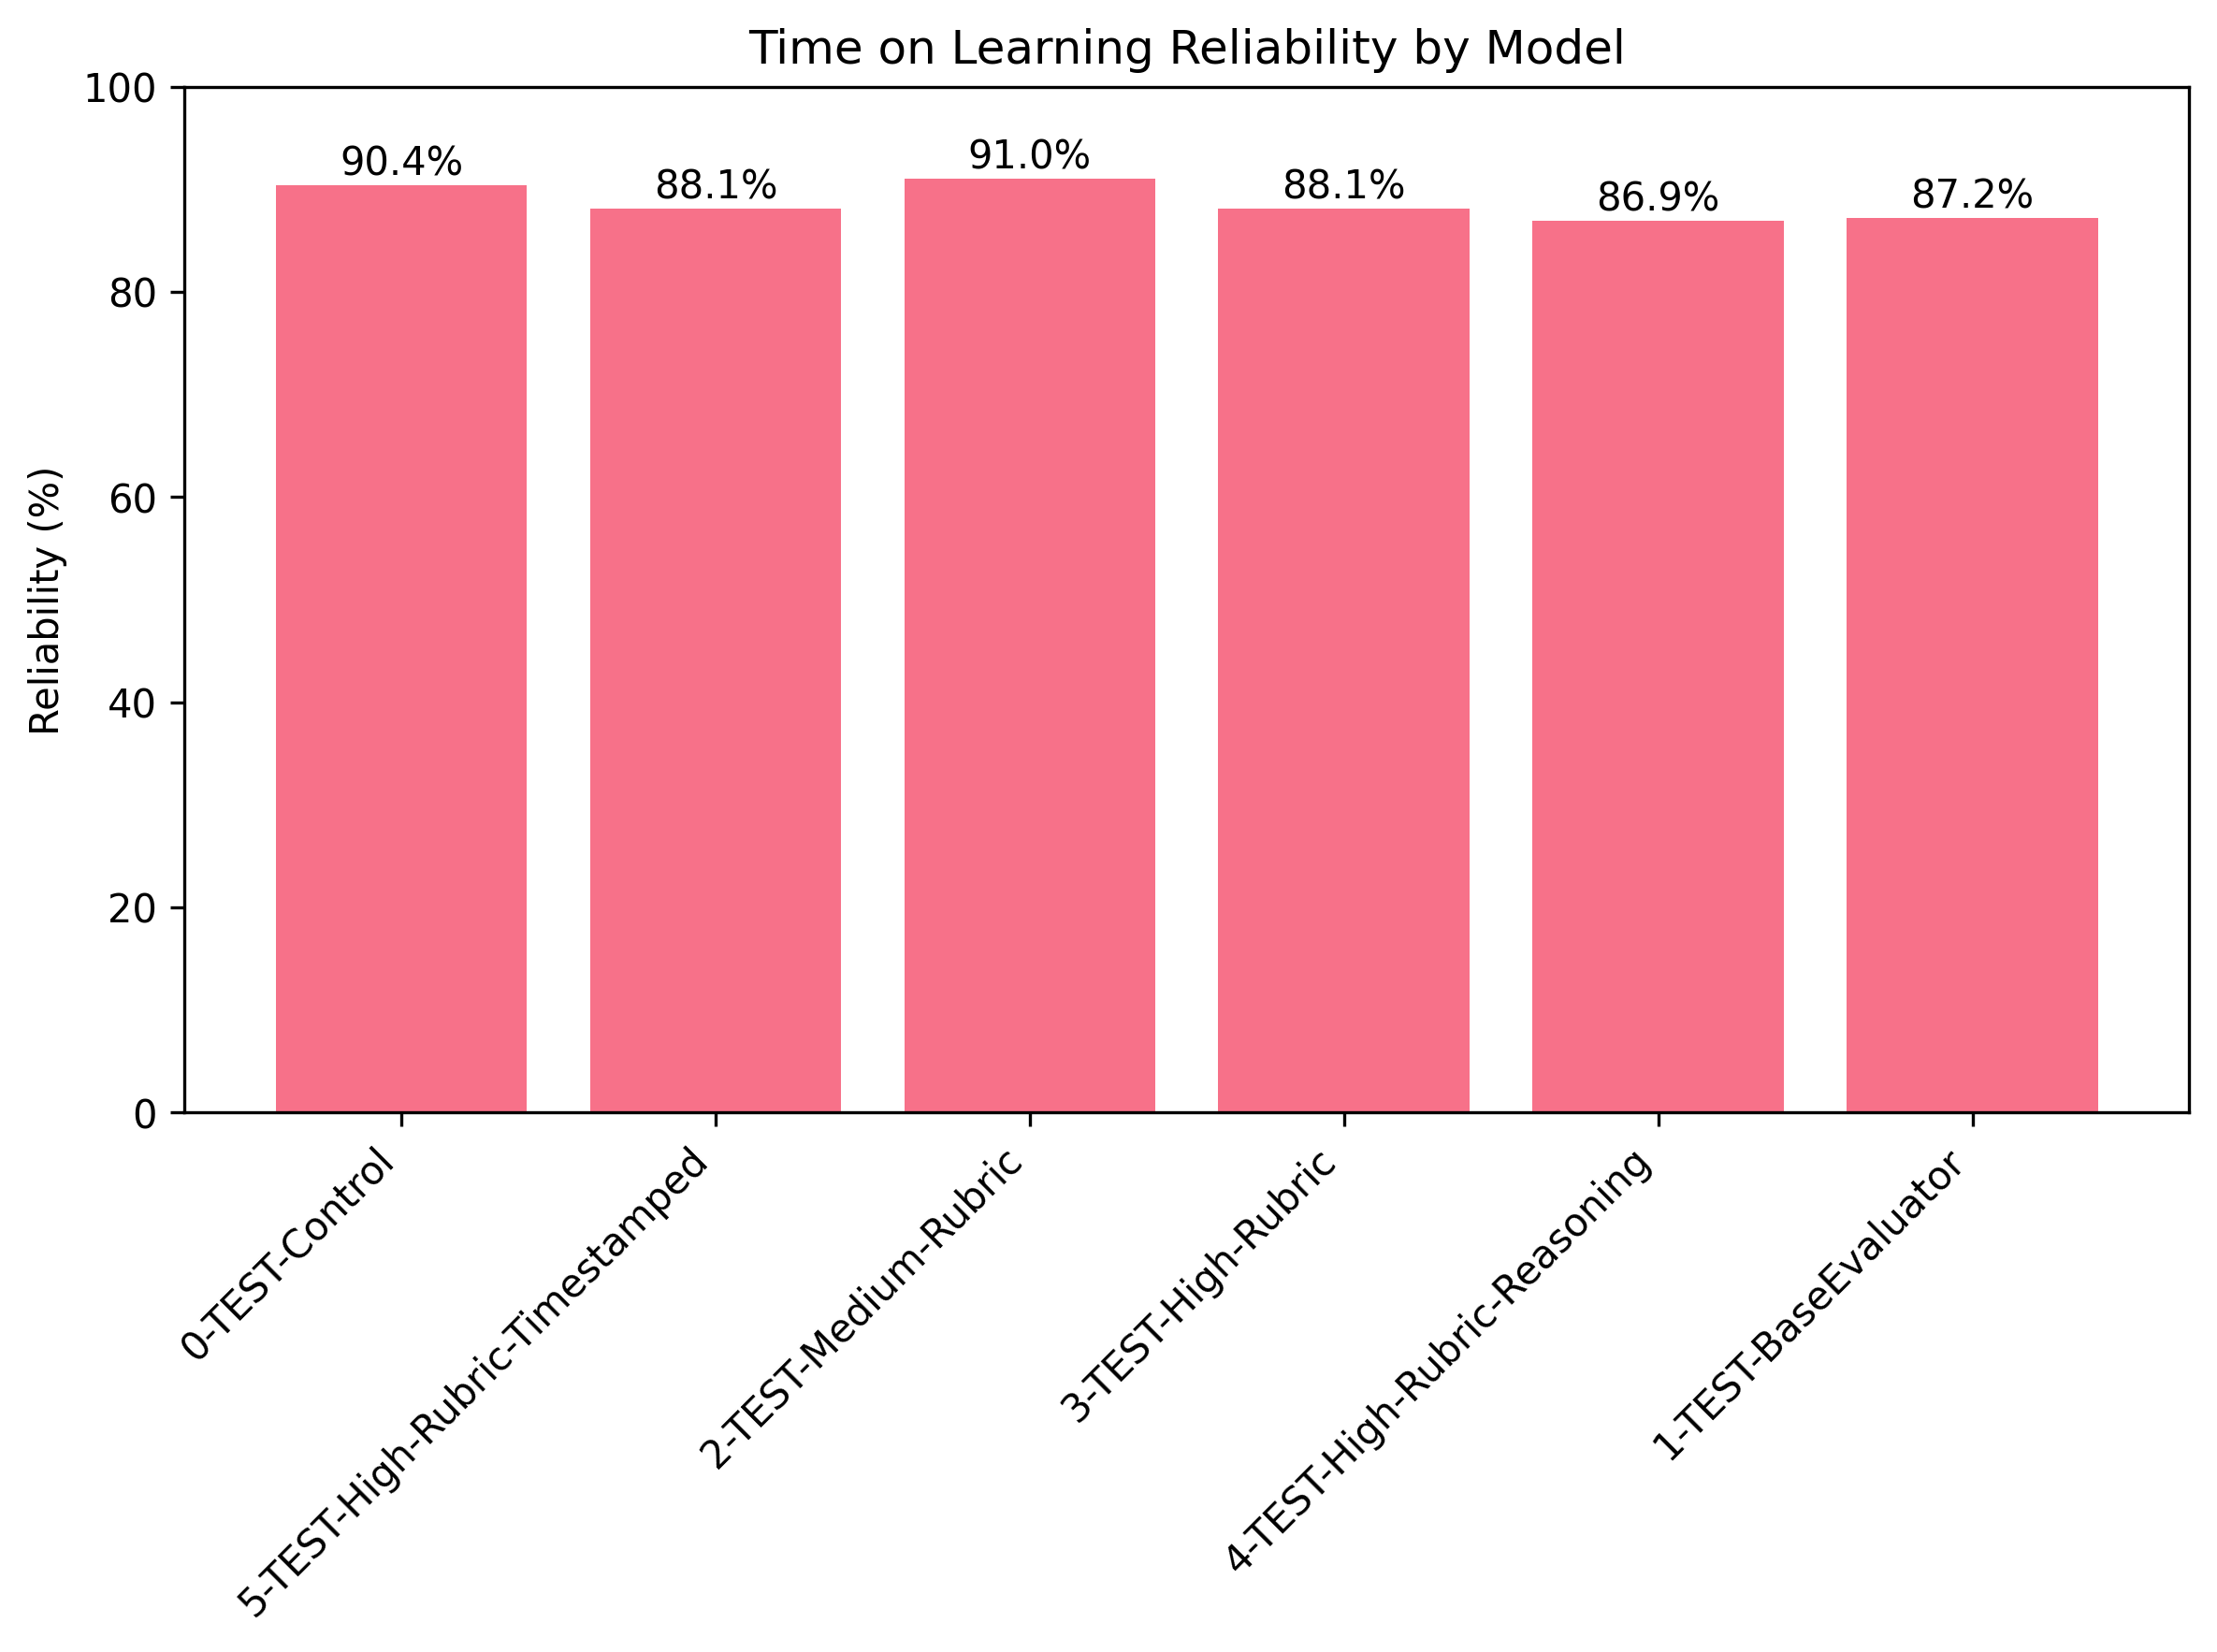 Time on Learning Reliability by Model
Reliability (%)
100
80
60
40
20
0
90.4%
88.1%
91.0%
88.1%
86.9%
87.2%
0-TEST-Control
5-TEST-High-Rubric-Timestamped
2-TEST-Medium-Rubric
3-TEST-High-Rubric
4-TEST-High-Rubric-Reasoning
1-TEST-BaseEvaluator